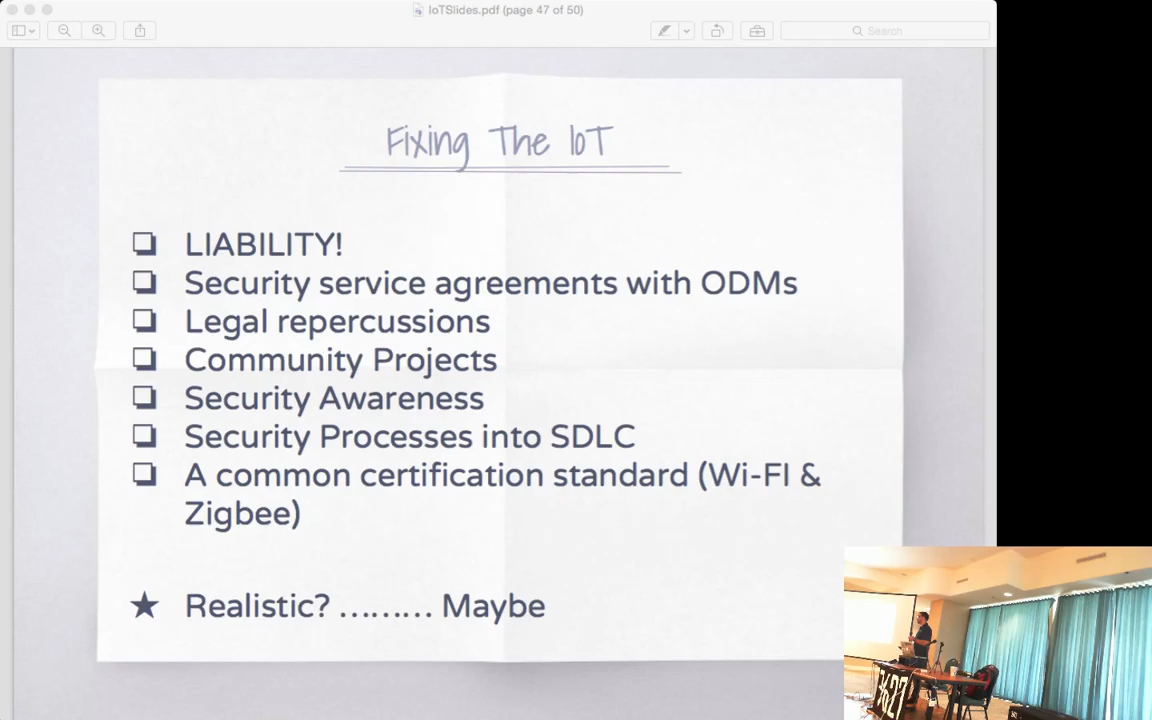 IoTSlides.pdf (page 47 of 50)
Search
Fixing The IoT
❏ LIABILITY!
❏ Security service agreements with ODMs
❏ Legal repercussions
❏ Community Projects
❏ Security Awareness
❏ Security Processes into SDLC
❏ A common certification standard (Wi-FI &
Zigbee)
★ Realistic? ......... Maybe